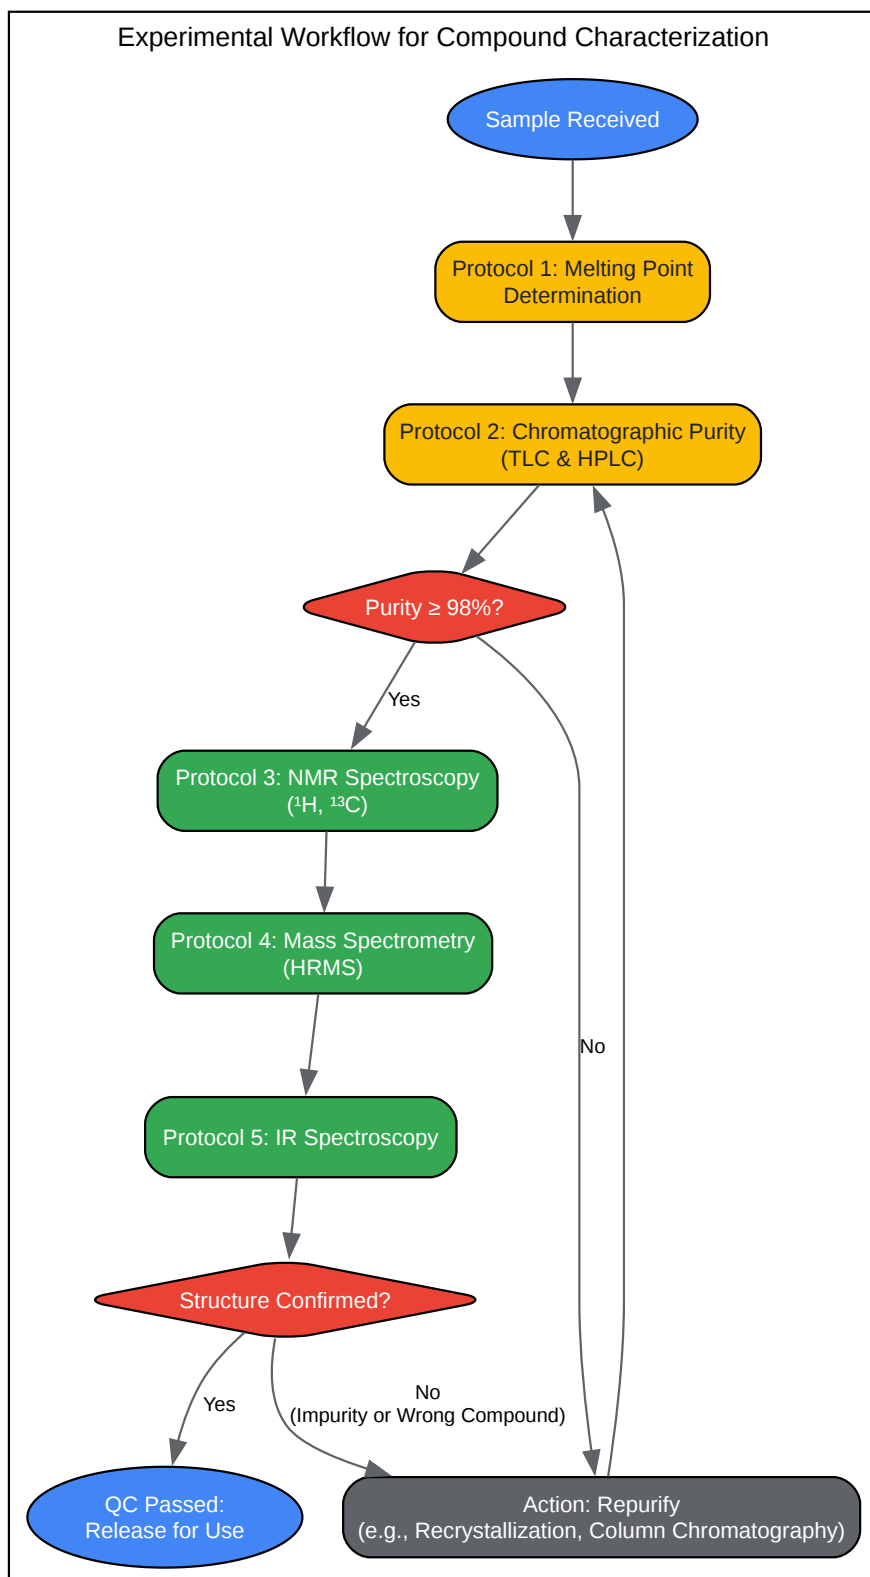 Experimental Workflow for Compound Characterization
Sample Received
Protocol 1: Melting Point
Determination
Protocol 2: Chromatographic Purity
(TLC & HPLC)
Purity ≥ 98%?
Yes
Protocol 3: NMR Spectroscopy
(¹H, ¹³C)
Protocol 4: Mass Spectrometry
(HRMS)
No
Protocol 5: IR Spectroscopy
Structure Confirmed?
Yes
No
(Impurity or Wrong Compound)
QC Passed:
Release for Use
Action: Repurify
(e.g., Recrystallization, Column Chromatography)